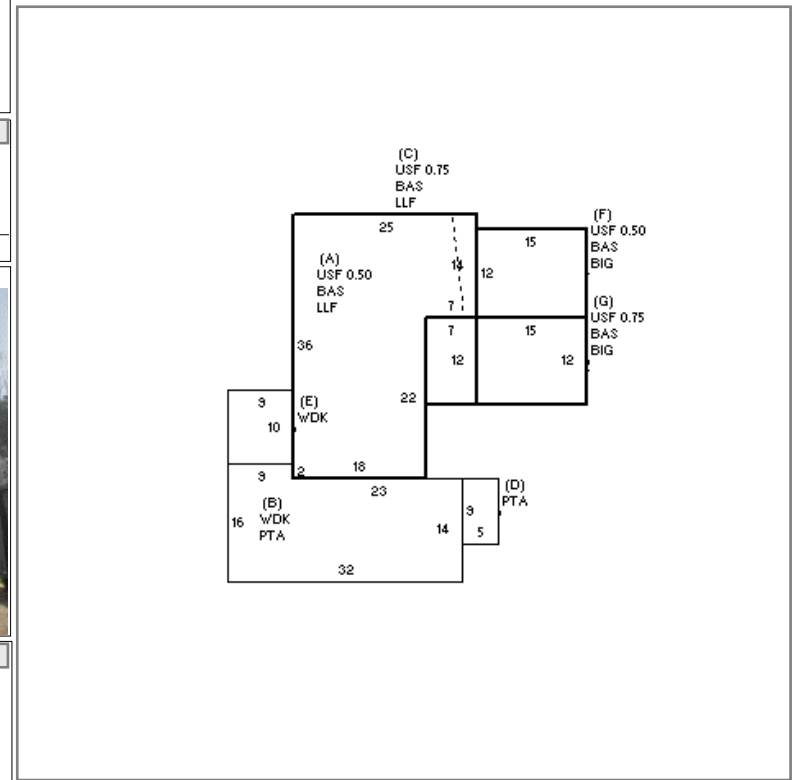 (C)
USF 0.75
BAS
LLF
25
(F)
USF 0.50
BAS
BIG
15
(A)
USF 0.50
BAS
LLF
14
12
7
(G)
USF 0.75
BAS
BIG
7
15
36
12
12
22
9
(E)
WDK
10
18
2
9
23
(D)
PTA
(B)
WDK
PTA
16
14
9
5
32